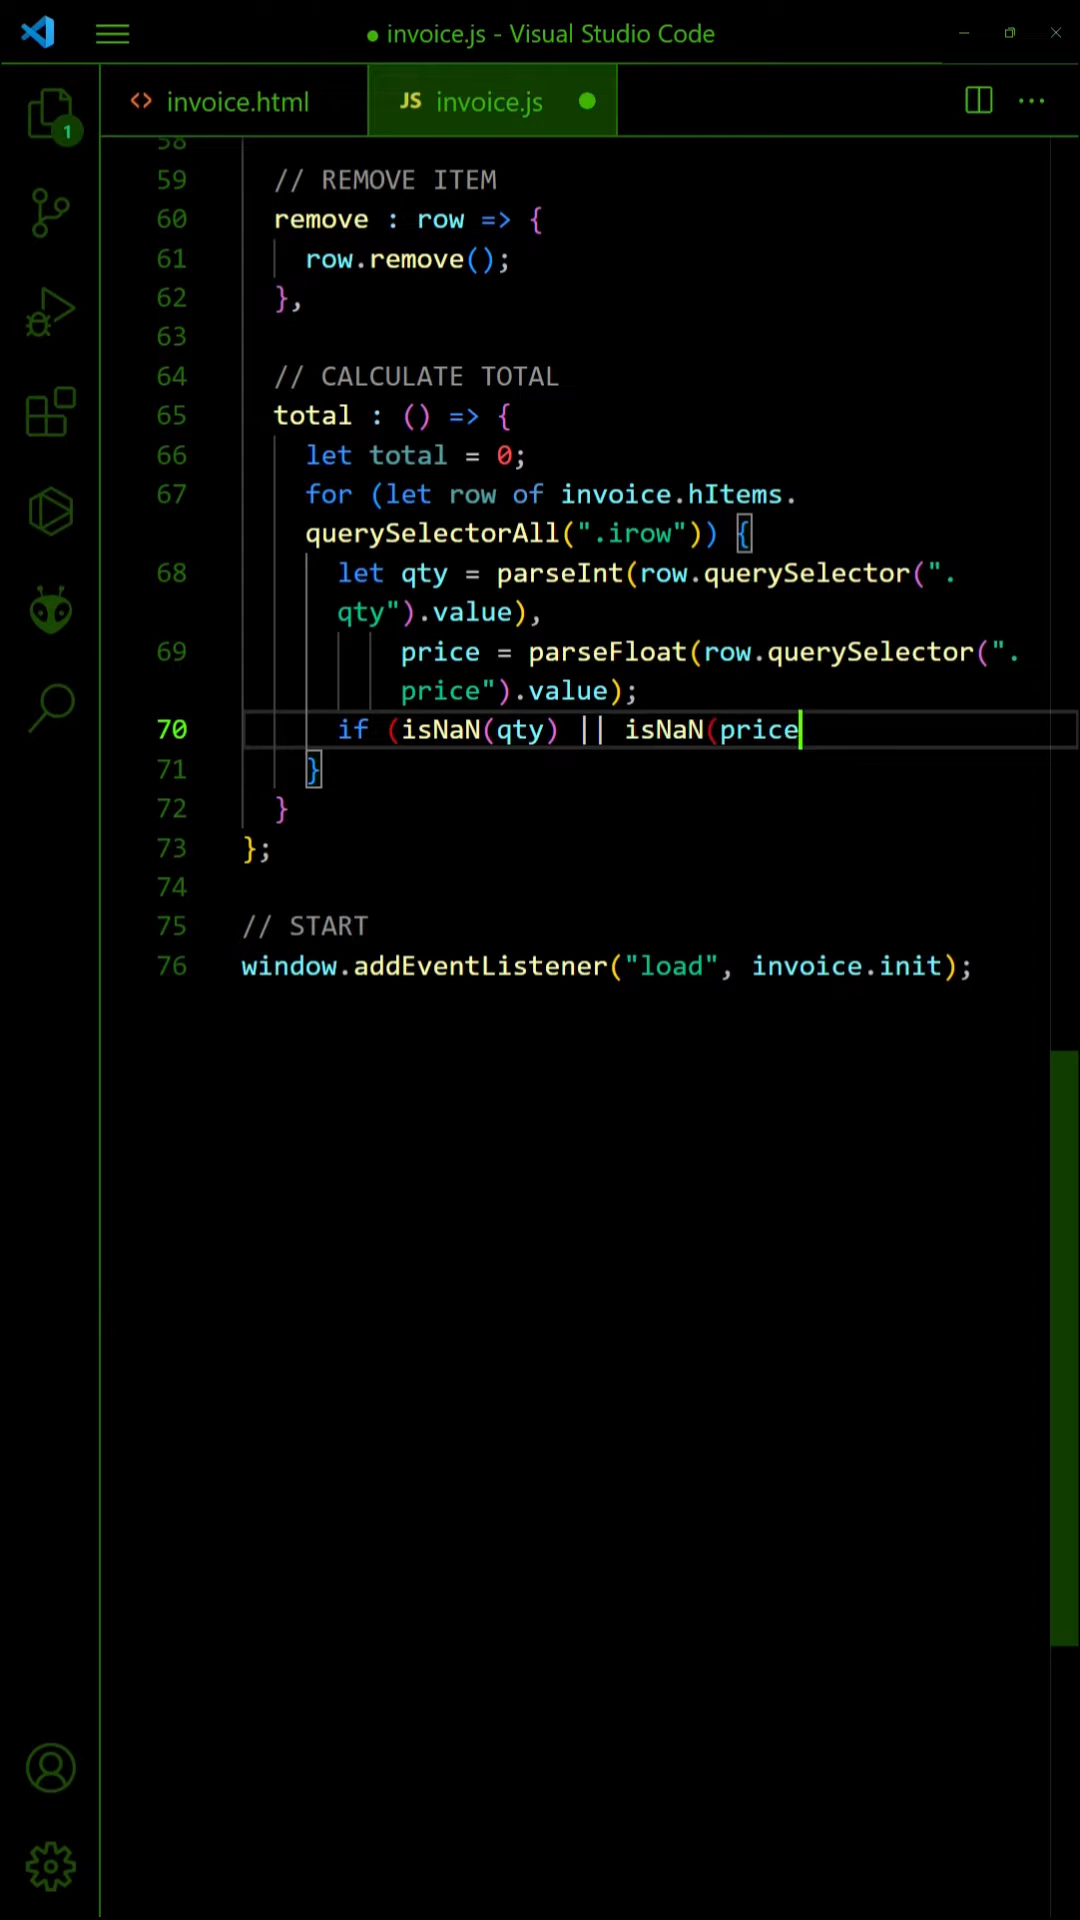 ● invoice.js - Visual Studio Code
<> invoice.html
JS invoice.js ●
1
58
59 // REMOVE ITEM
60 remove : row => {
61 row.remove();
62 },
63
64 // CALCULATE TOTAL
65 total : () => {
66 let total = 0;
67 for (let row of invoice.hItems.
querySelectorAll(".irow")) {
68 let qty = parseInt(row.querySelector(".
qty").value),
69 price = parseFloat(row.querySelector(".
price").value);
70 if (isNaN(qty) || isNaN(price
71 }
72 }
73 };
74
75 // START
76 window.addEventListener("load", invoice.init);